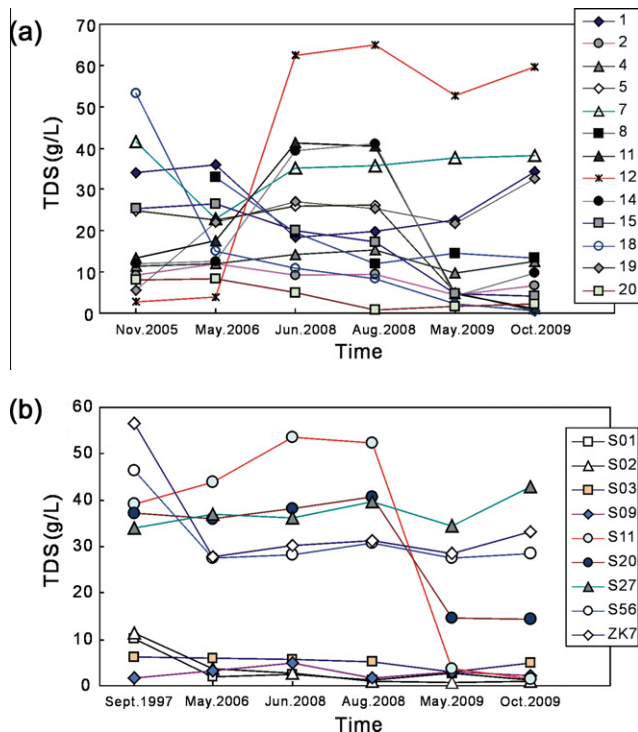 (a)
TDS (g/L)
70
60
50
40
30
20
10
0
Nov.2005 May.2006 Jun.2008 Aug.2008 May.2009 Oct.2009
Time
1
2
4
5
7
8
11
12
14
15
18
19
20
(b)
TDS (g/L)
60
50
40
30
20
10
0
Sept.1997 May.2006 Jun.2008 Aug.2008 May.2009 Oct.2009
Time
S01
S02
S03
S09
S11
S20
S27
S56
ZK7